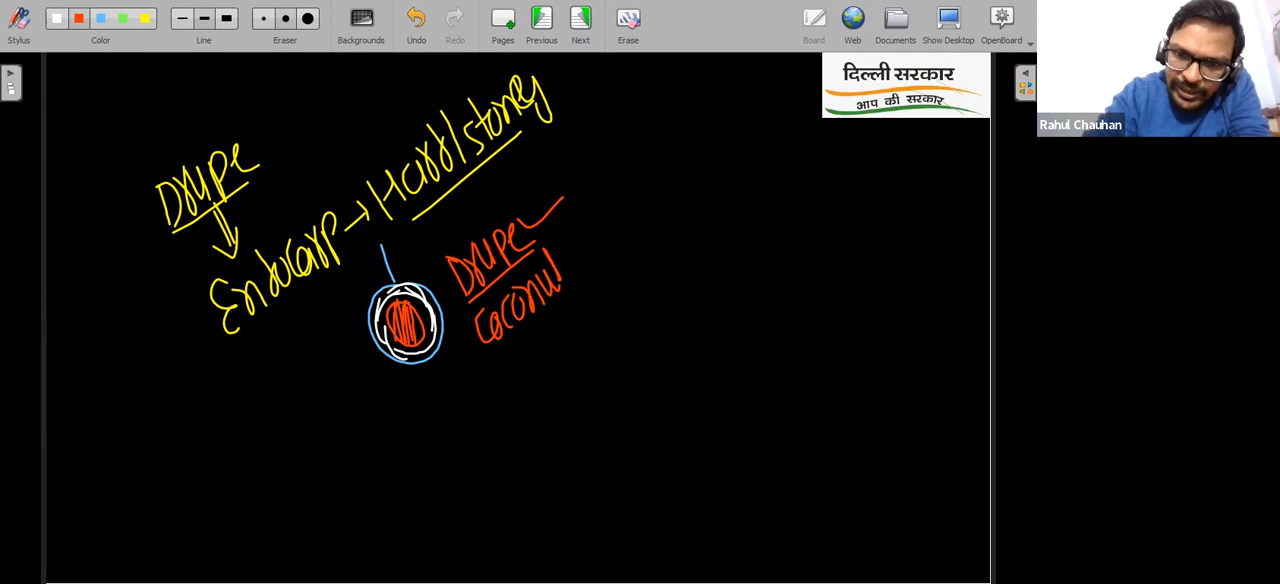 Stylus
Color
Line
Eraser
Backgrounds
Undo
Redo
Pages
Previous
Next
Erase
Board
Web
Documents
Show Desktop
OpenBoard
दिल्ली सरकार
आप की सरकार
Rahul Chauhan
Drupe
Endocarp → Hard/stoney
Drupe
Coconut